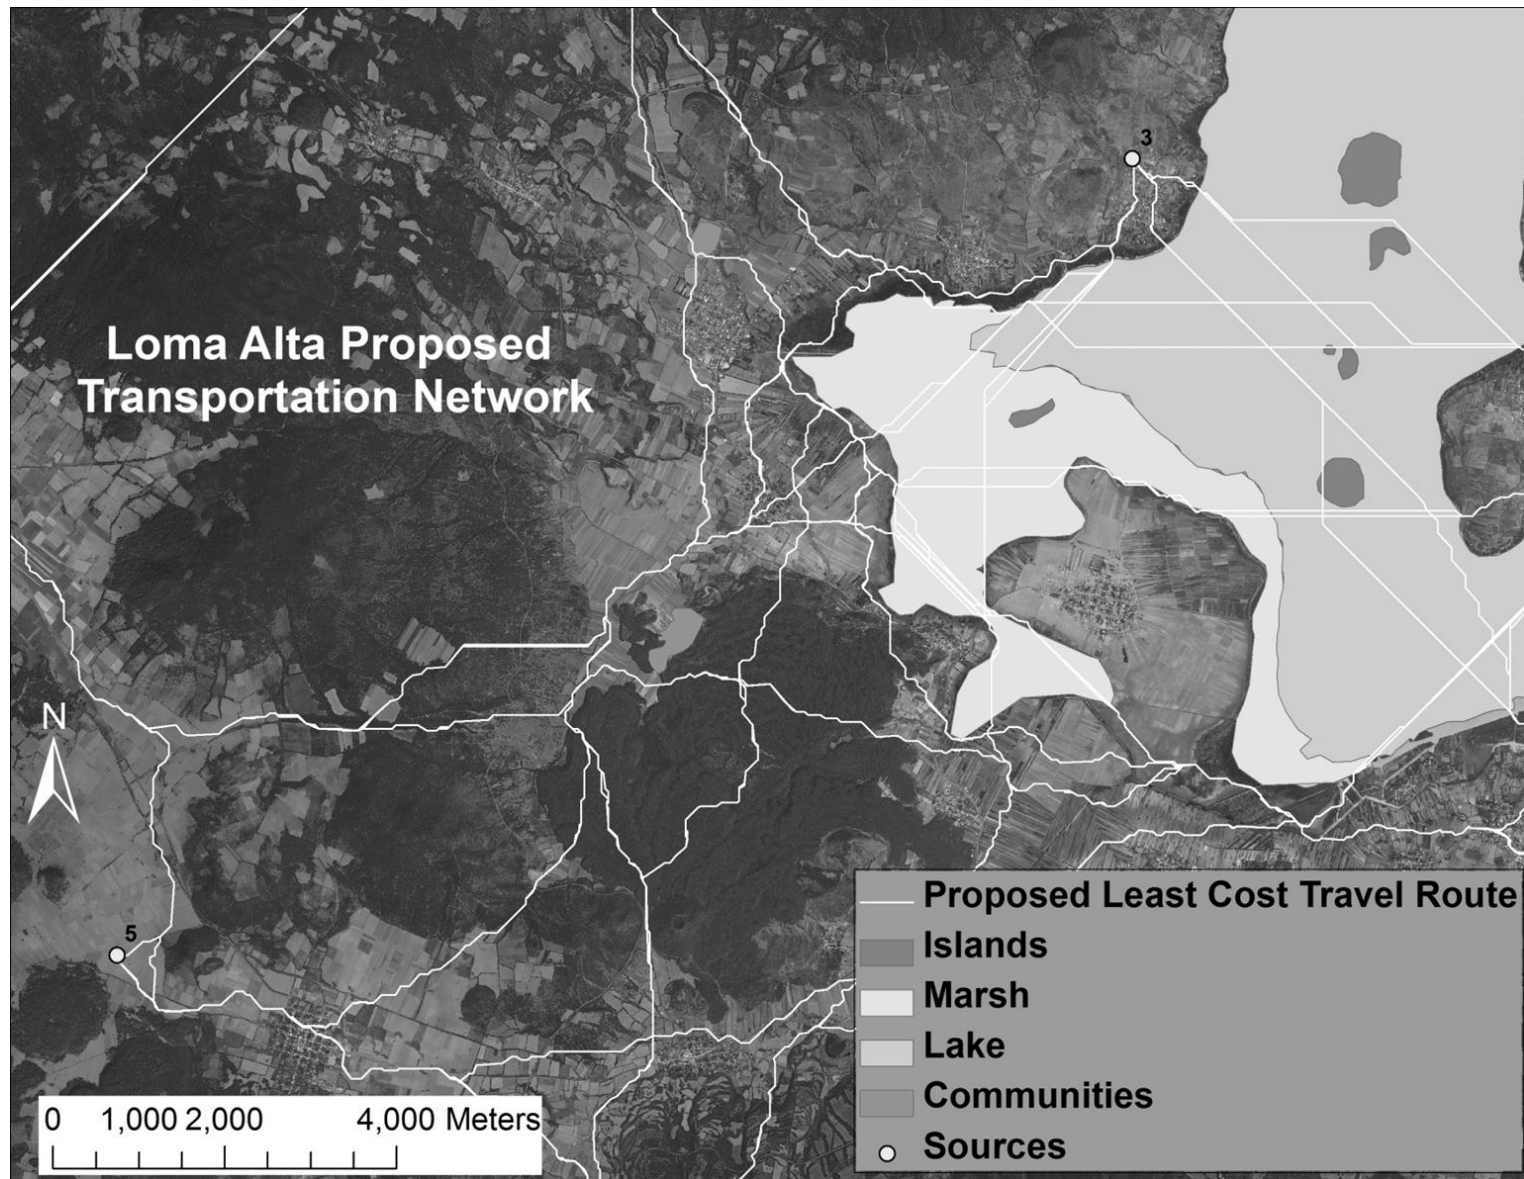 3
Loma Alta Proposed
Transportation Network
N
5
Proposed Least Cost Travel Route
Islands
Marsh
Lake
Communities
Sources
0 1,000 2,000 4,000 Meters